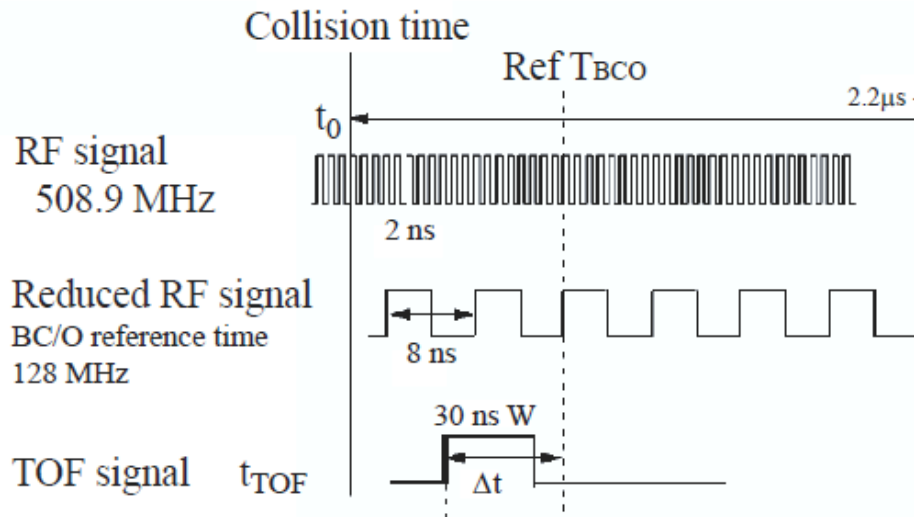 Collision time
Ref TBCO
2.2μs
t0
RF signal
508.9 MHz
2 ns
Reduced RF signal
BC/O reference time
128 MHz
8 ns
30 ns W
TOF signal tTOF
Δt